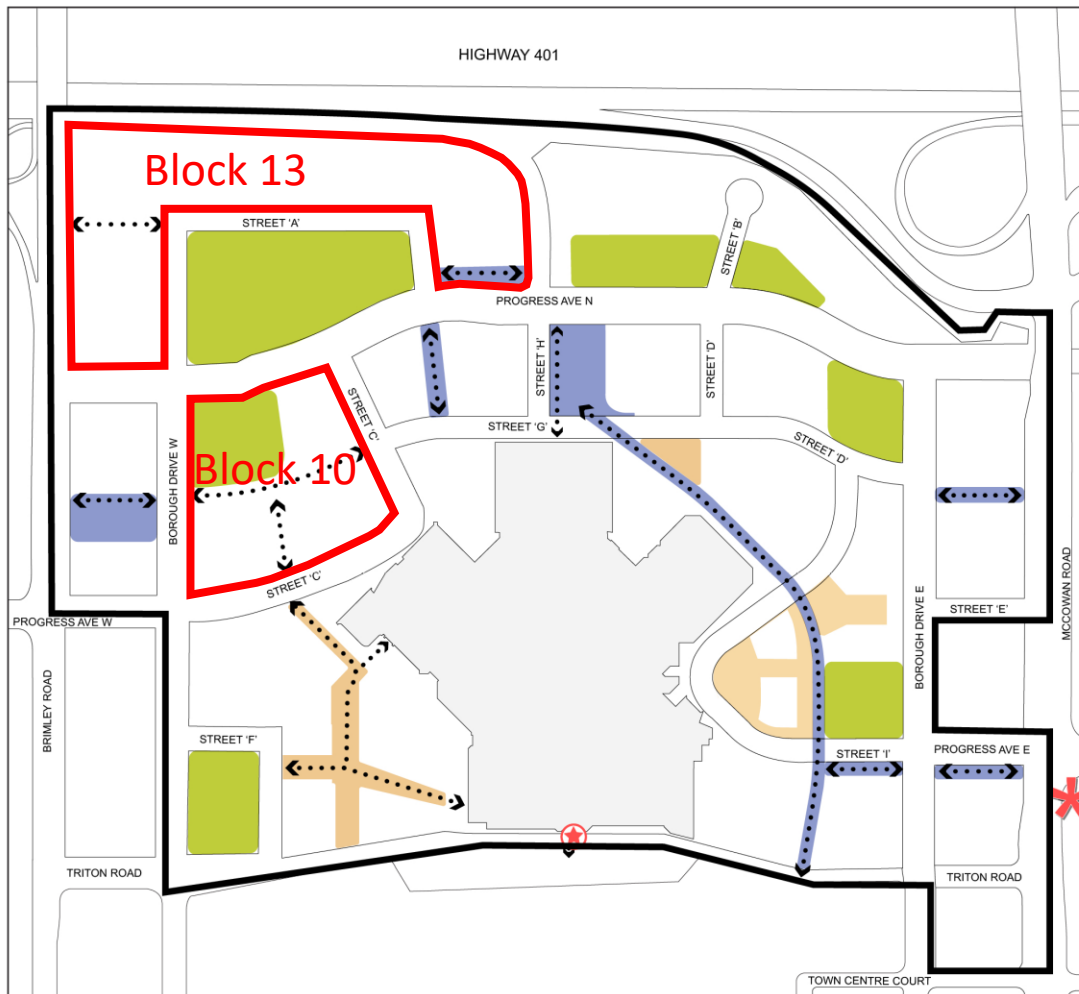 HIGHWAY 401
Block 13
STREET 'A'
STREET 'B'
PROGRESS AVE N
STREET 'H'
STREET 'D'
STREET 'C'
STREET 'G'
STREET 'D'
BOROUGH DRIVE W
Block 10
STREET 'C'
MCCOWAN ROAD
STREET 'E'
PROGRESS AVE W
BOROUGH DRIVE E
BRIMLEY ROAD
STREET 'F'
STREET 'I'
PROGRESS AVE E
TRITON ROAD
TRITON ROAD
TOWN CENTRE COURT